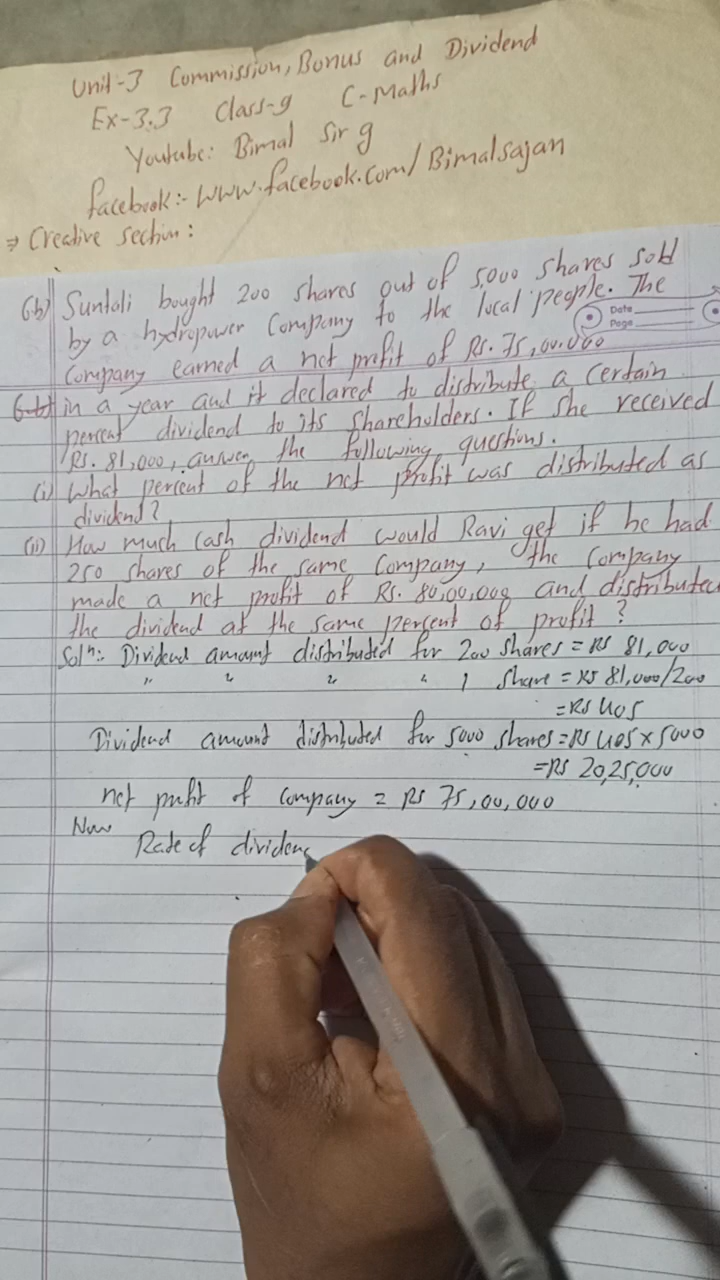 Unit-3 Commission, Bonus and Dividend
Ex-3.3 Class-9 C-Maths
Youtube: Bimal Sir g
facebook:- www.facebook.com/Bimalsajan
⇒ Creative section:
6b) Suntali bought 200 shares out of 5,000 shares sold
by a hydropower Company to the local people. The
Date
Page
Company earned a net profit of Rs. 75,00,000
6-b) in a year and it declared to distribute a certain
percent dividend to its shareholders. If she received
Rs. 81,000, answer the following questions.
(i) What percent of the net profit was distributed as
dividend?
(ii) How much cash dividend would Ravi get if he had
250 shares of the same Company, the Company
made a net profit of Rs. 80,00,000 and distributed
the dividend at the same percent of profit?
Solⁿ: Dividend amount distributed for 200 shares = RS 81,000
" " " " 1 share = RS 81,000/200
= RS 405
Dividend amount distributed for 5000 shares = RS 405 × 5000
= RS 20,25,000
net profit of Company = RS 75,00,000
Now
Rate of dividend